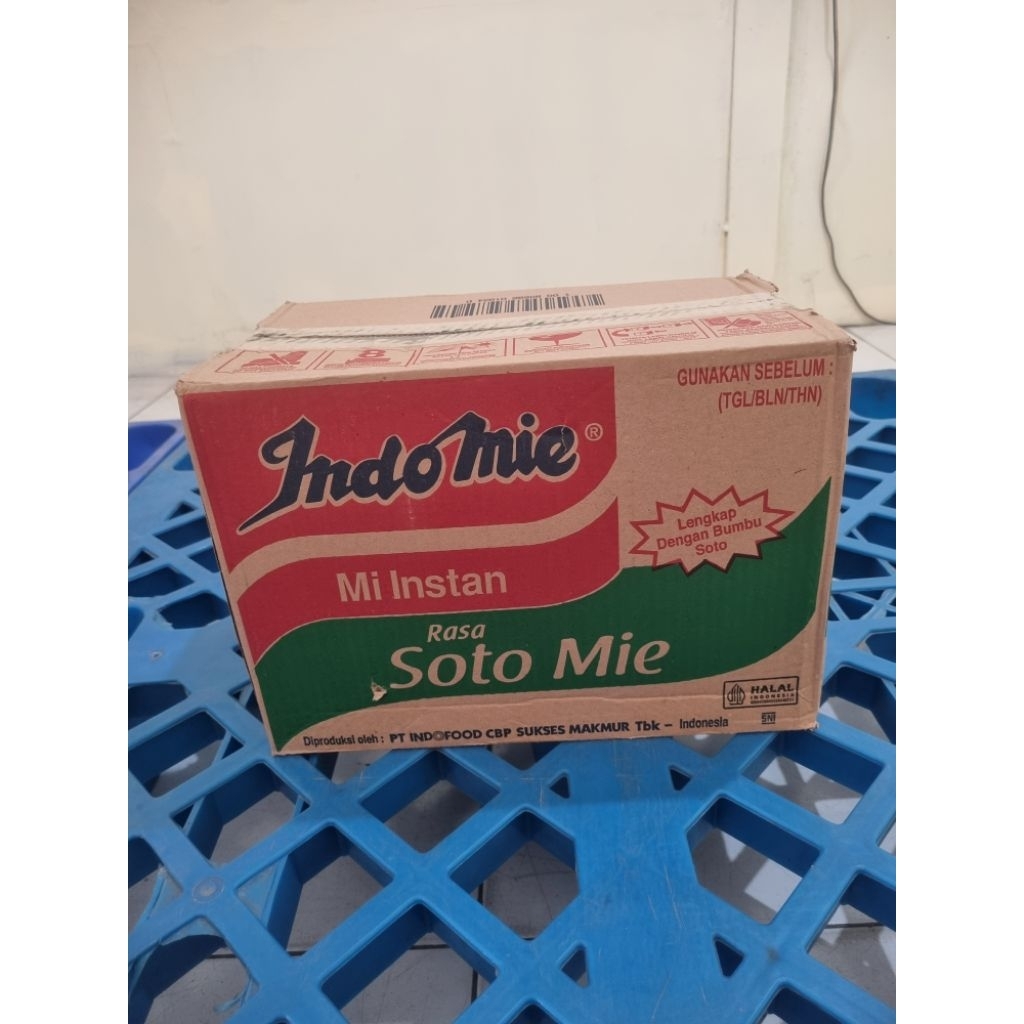 GUNAKAN SEBELUM :
(TGL/BLN/THN)
Indomie®
Lengkap
Dengan Bumbu
Soto
Mi Instan
Rasa
Soto Mie
HALAL
INDONESIA
SNI
Diproduksi oleh : PT INDOFOOD CBP SUKSES MAKMUR Tbk – Indonesia